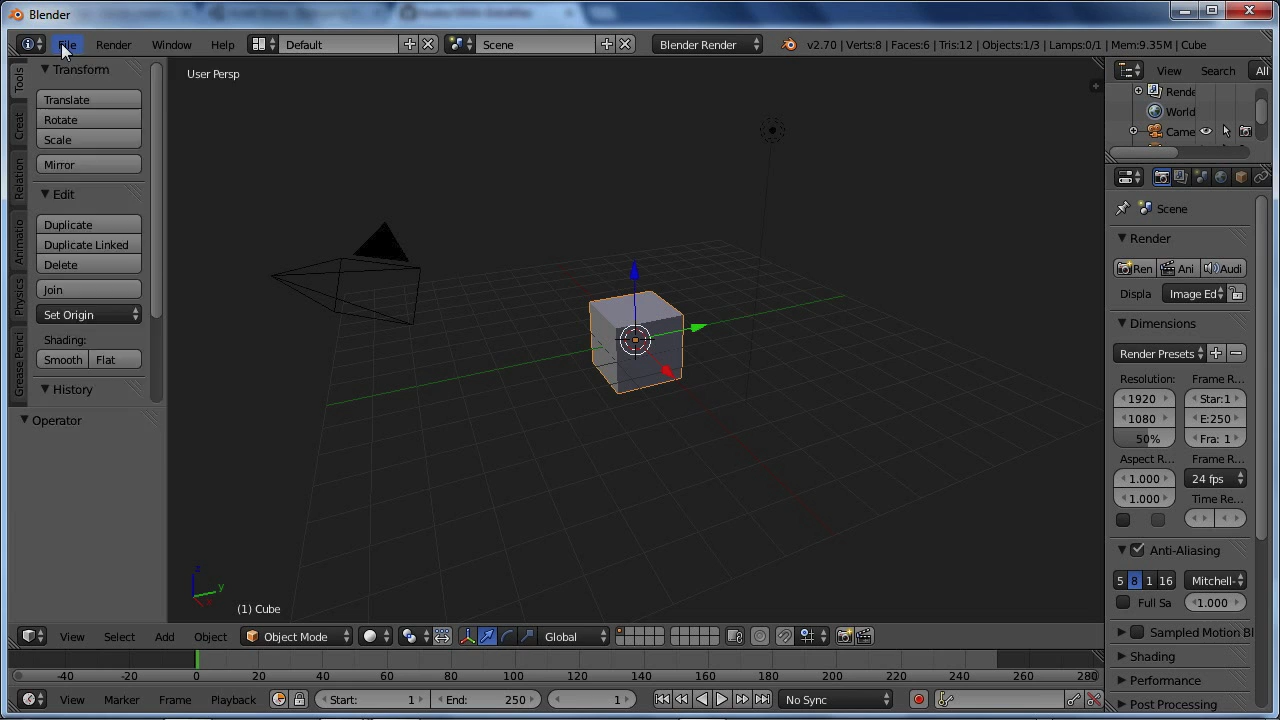 Blender
File Render Window Help Default Scene Blender Render v2.70 | Verts:8 | Faces:6 | Tris:12 | Objects:1/3 | Lamps:0/1 | Mem:9.35M | Cube
Tools
Creat
Relation
Animatio
Physics
Grease Penci
Transform
Translate
Rotate
Scale
Mirror
Edit
Duplicate
Duplicate Linked
Delete
Join
Set Origin
Shading:
Smooth Flat
History
Operator
User Persp
z
y
x
(1) Cube
View Select Add Object Object Mode Global
-40 -20 0 20 40 60 80 100 120 140 160 180 200 220 240 260 280
View Marker Frame Playback Start: 1 End: 250 1 No Sync
View Search All
Rende
World
Came
Scene
Render
Ren Ani Audi
Displa Image Ed
Dimensions
Render Presets
Resolution: Frame R...
1920 Star:1
1080 E:250
50% Fra: 1
Aspect R... Frame R...
1.000 24 fps
1.000 Time Re...
Anti-Aliasing
5 8 1 16 Mitchell-
Full Sa 1.000
Sampled Motion Bl
Shading
Performance
Post Processing